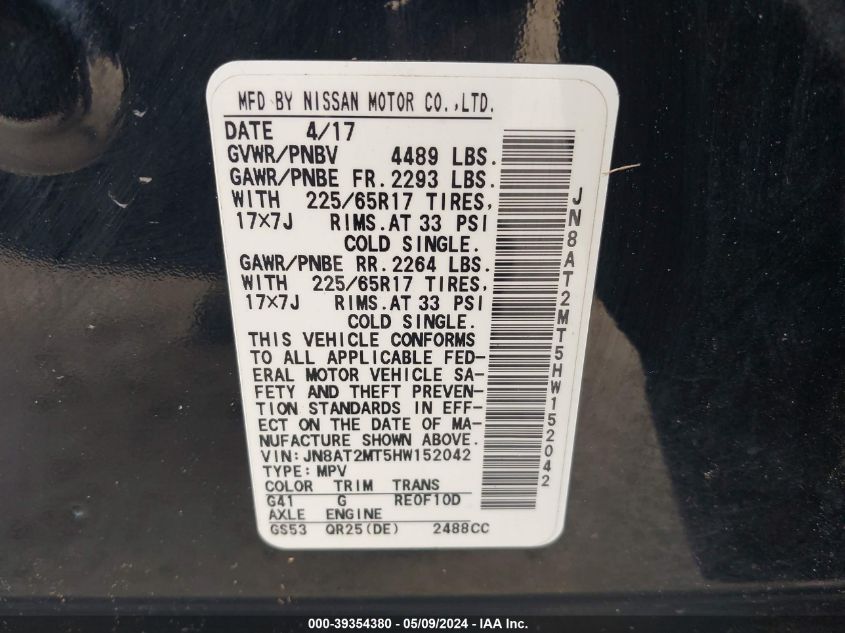 MFD BY NISSAN MOTOR CO.,LTD.
DATE 4/17
GVWR/PNBV 4489 LBS.
GAWR/PNBE FR. 2293 LBS.
WITH 225/65R17 TIRES,
17×7J RIMS.AT 33 PSI
COLD SINGLE.
GAWR/PNBE RR. 2264 LBS.
WITH 225/65R17 TIRES,
17×7J RIMS.AT 33 PSI
COLD SINGLE.
THIS VEHICLE CONFORMS
TO ALL APPLICABLE FED-
ERAL MOTOR VEHICLE SA-
FETY AND THEFT PREVEN-
TION STANDARDS IN EFF-
ECT ON THE DATE OF MA-
NUFACTURE SHOWN ABOVE.
VIN:JN8AT2MT5HW152042
TYPE:MPV
COLOR TRIM TRANS
G41 G RE0F10D
AXLE ENGINE
GS53 QR25(DE) 2488CC
JN8AT2MT5HW152042
000-39354380 - 05/09/2024 - IAA Inc.